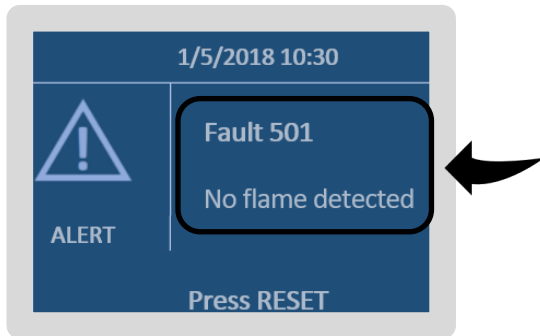 1/5/2018 10:30
Fault 501
No flame detected
ALERT
Press RESET